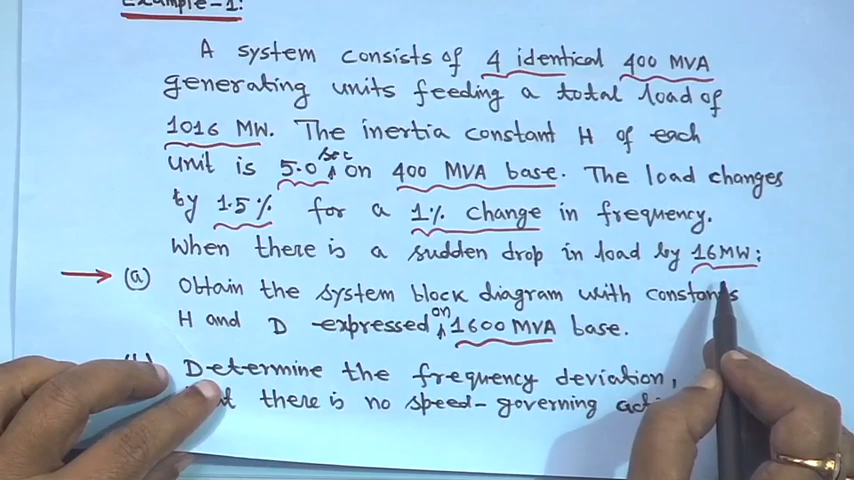 Example-1:
A system consists of 4 identical 400 MVA
generating units feeding a total load of
1016 MW. The inertia constant H of each
unit is 5.0 sec on 400 MVA base. The load changes
by 1.5% for a 1% change in frequency.
When there is a sudden drop in load by 16MW:
(a) Obtain the system block diagram with constants
H and D expressed on 1600 MVA base.
Determine the frequency deviation,
there is no speed-governing